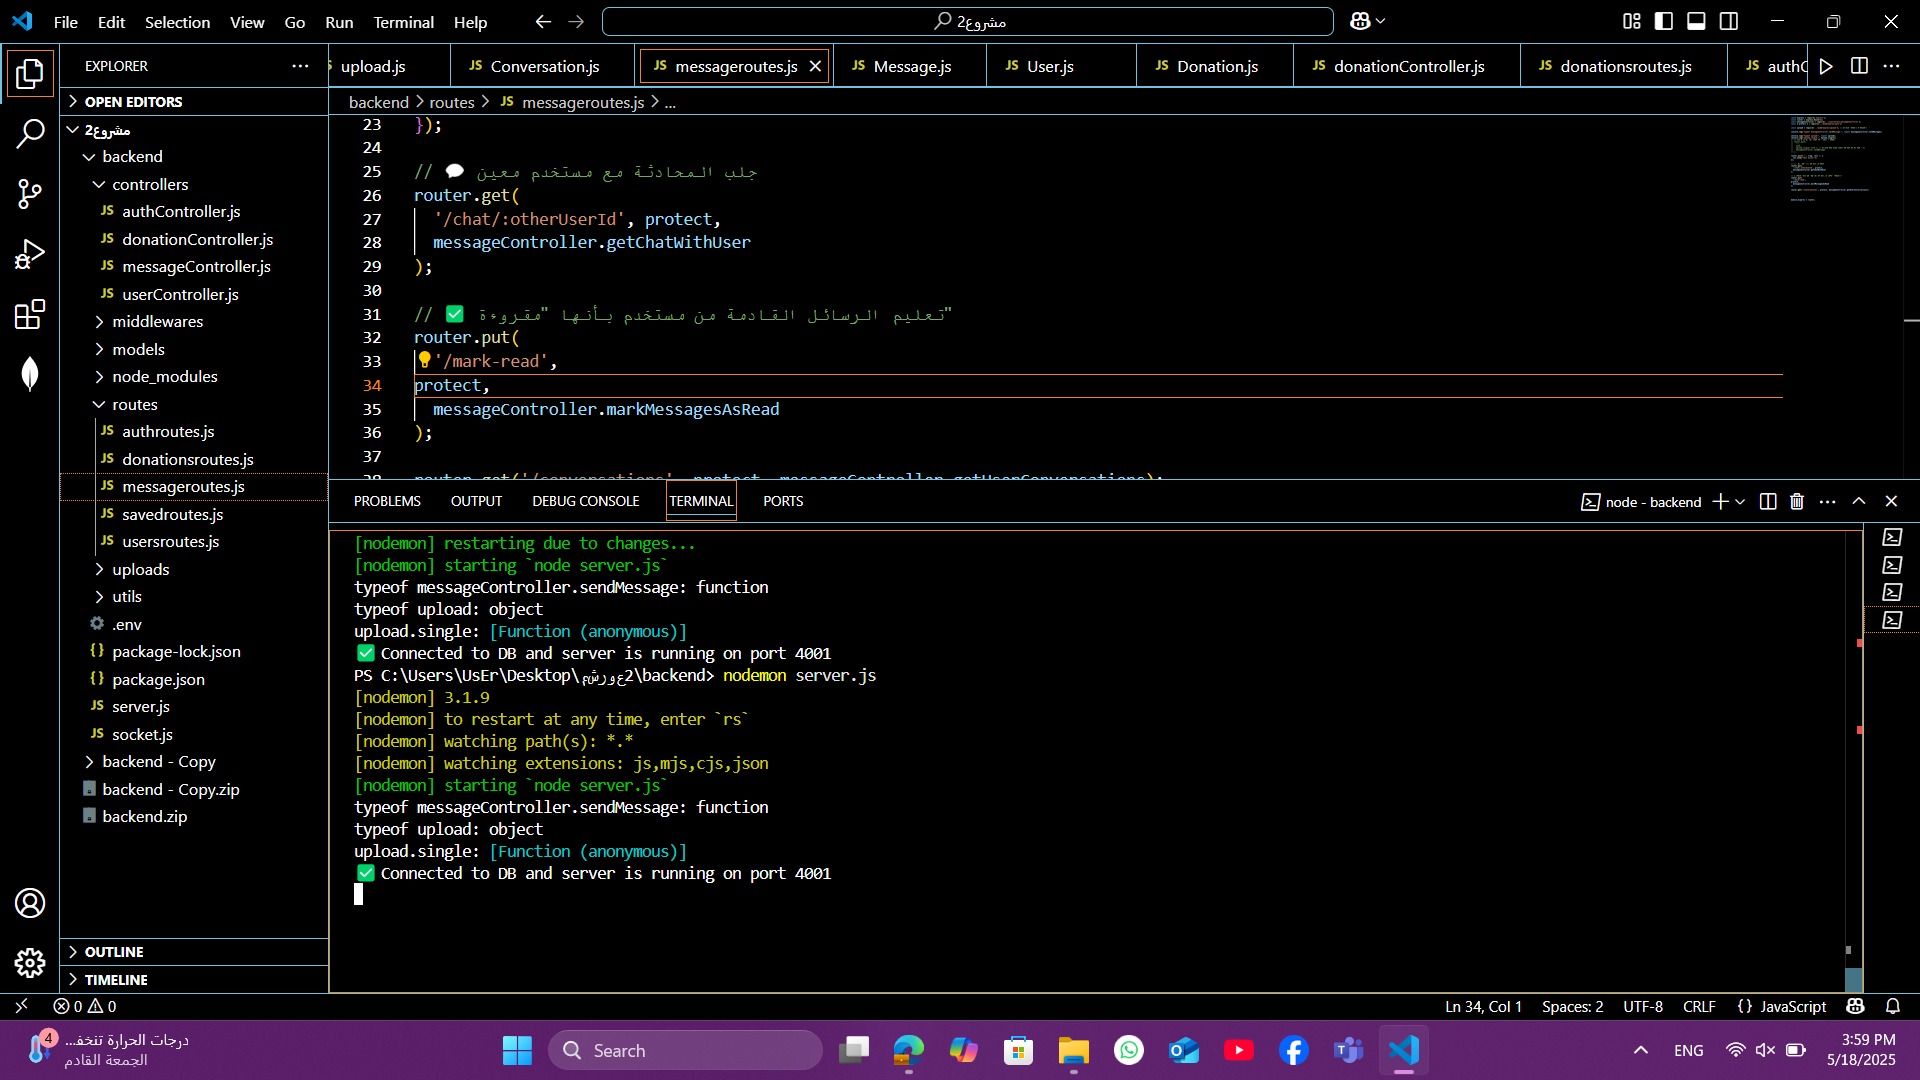 File Edit Selection View Go Run Terminal Help
مشروع2
EXPLORER
OPEN EDITORS
مشروع2
backend
controllers
JS authController.js
JS donationController.js
JS messageController.js
JS userController.js
middlewares
models
node_modules
routes
JS authroutes.js
JS donationsroutes.js
JS messageroutes.js
JS savedroutes.js
JS usersroutes.js
uploads
utils
.env
{} package-lock.json
{} package.json
JS server.js
JS socket.js
backend - Copy
backend - Copy.zip
backend.zip
OUTLINE
TIMELINE
upload.js
JS Conversation.js
JS messageroutes.js
JS Message.js
JS User.js
JS Donation.js
JS donationController.js
JS donationsroutes.js
JS authC
backend > routes > JS messageroutes.js > ...
23 });
24
25 // 💬 جلب المحادثة مع مستخدم معين
26 router.get(
27 '/chat/:otherUserId', protect,
28 messageController.getChatWithUser
29 );
30
31 // ✅ تعليم الرسائل القادمة من مستخدم بأنها "مقروءة"
32 router.put(
33 '/mark-read',
34 protect,
35 messageController.markMessagesAsRead
36 );
37
38 router.get('/conversations', protect, messageController.getUserConversations);
PROBLEMS OUTPUT DEBUG CONSOLE TERMINAL PORTS
node - backend
[nodemon] restarting due to changes...
[nodemon] starting `node server.js`
typeof messageController.sendMessage: function
typeof upload: object
upload.single: [Function (anonymous)]
✅ Connected to DB and server is running on port 4001
PS C:\Users\UsEr\Desktop\مشروع2\backend> nodemon server.js
[nodemon] 3.1.9
[nodemon] to restart at any time, enter `rs`
[nodemon] watching path(s): *.*
[nodemon] watching extensions: js,mjs,cjs,json
[nodemon] starting `node server.js`
typeof messageController.sendMessage: function
typeof upload: object
upload.single: [Function (anonymous)]
✅ Connected to DB and server is running on port 4001
0 0
Ln 34, Col 1 Spaces: 2 UTF-8 CRLF {} JavaScript
4
درجات الحرارة تنخف...
الجمعة القادم
Search
ENG
3:59 PM
5/18/2025